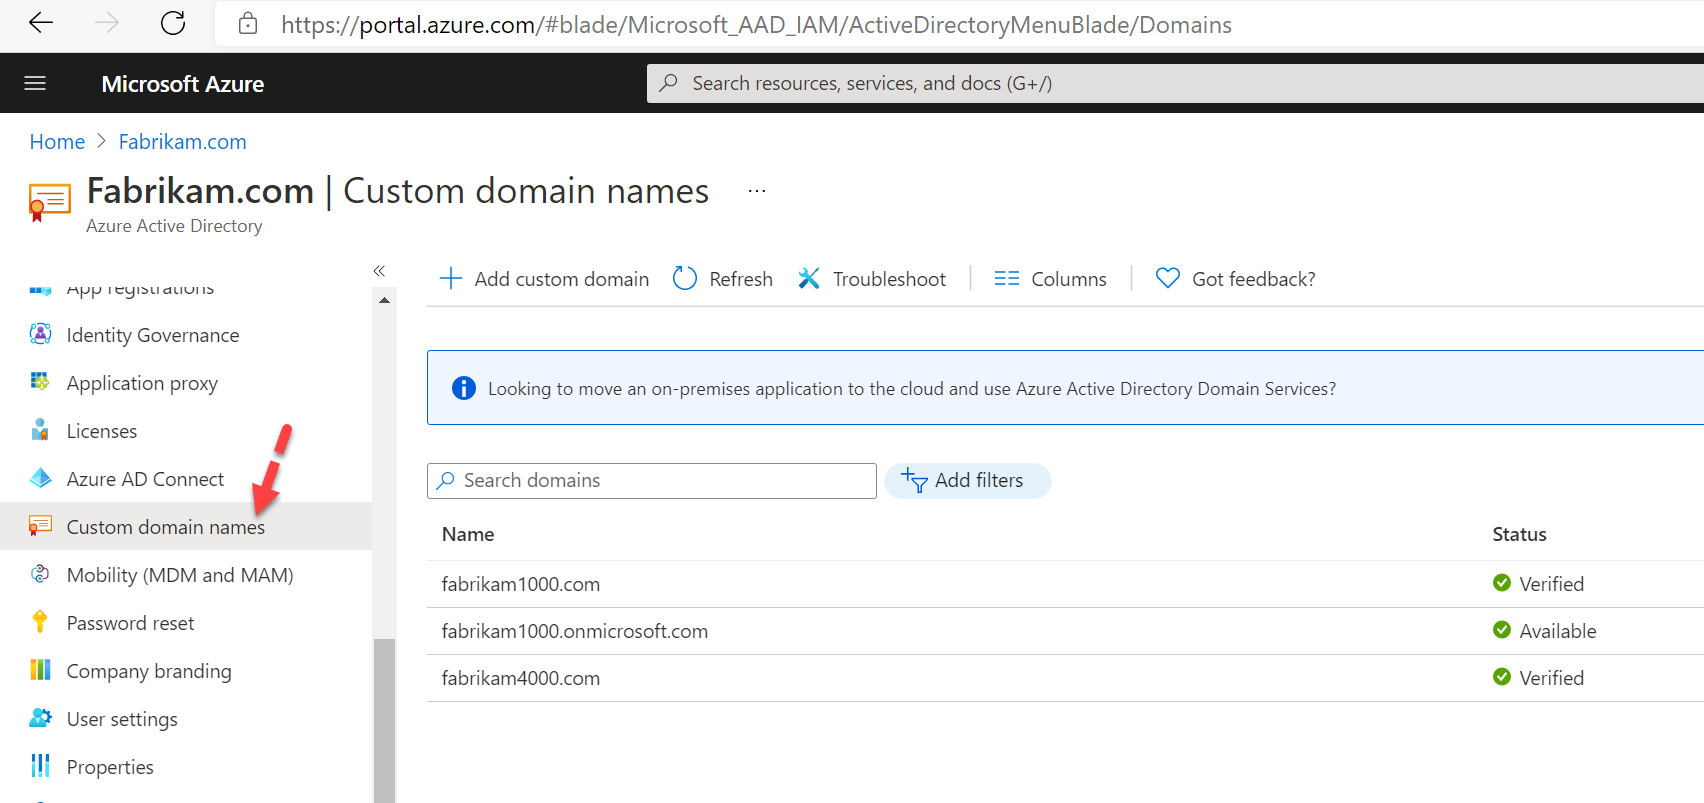 https://portal.azure.com/#blade/Microsoft_AAD_IAM/ActiveDirectoryMenuBlade/Domains
Microsoft Azure
Search resources, services, and docs (G+/)
Home > Fabrikam.com
Fabrikam.com | Custom domain names ...
Azure Active Directory
«
App registrations
Identity Governance
Application proxy
Licenses
Azure AD Connect
Custom domain names
Mobility (MDM and MAM)
Password reset
Company branding
User settings
Properties
Add custom domain Refresh Troubleshoot Columns Got feedback?
Looking to move an on-premises application to the cloud and use Azure Active Directory Domain Services?
Search domains Add filters
Name Status
fabrikam1000.com Verified
fabrikam1000.onmicrosoft.com Available
fabrikam4000.com Verified